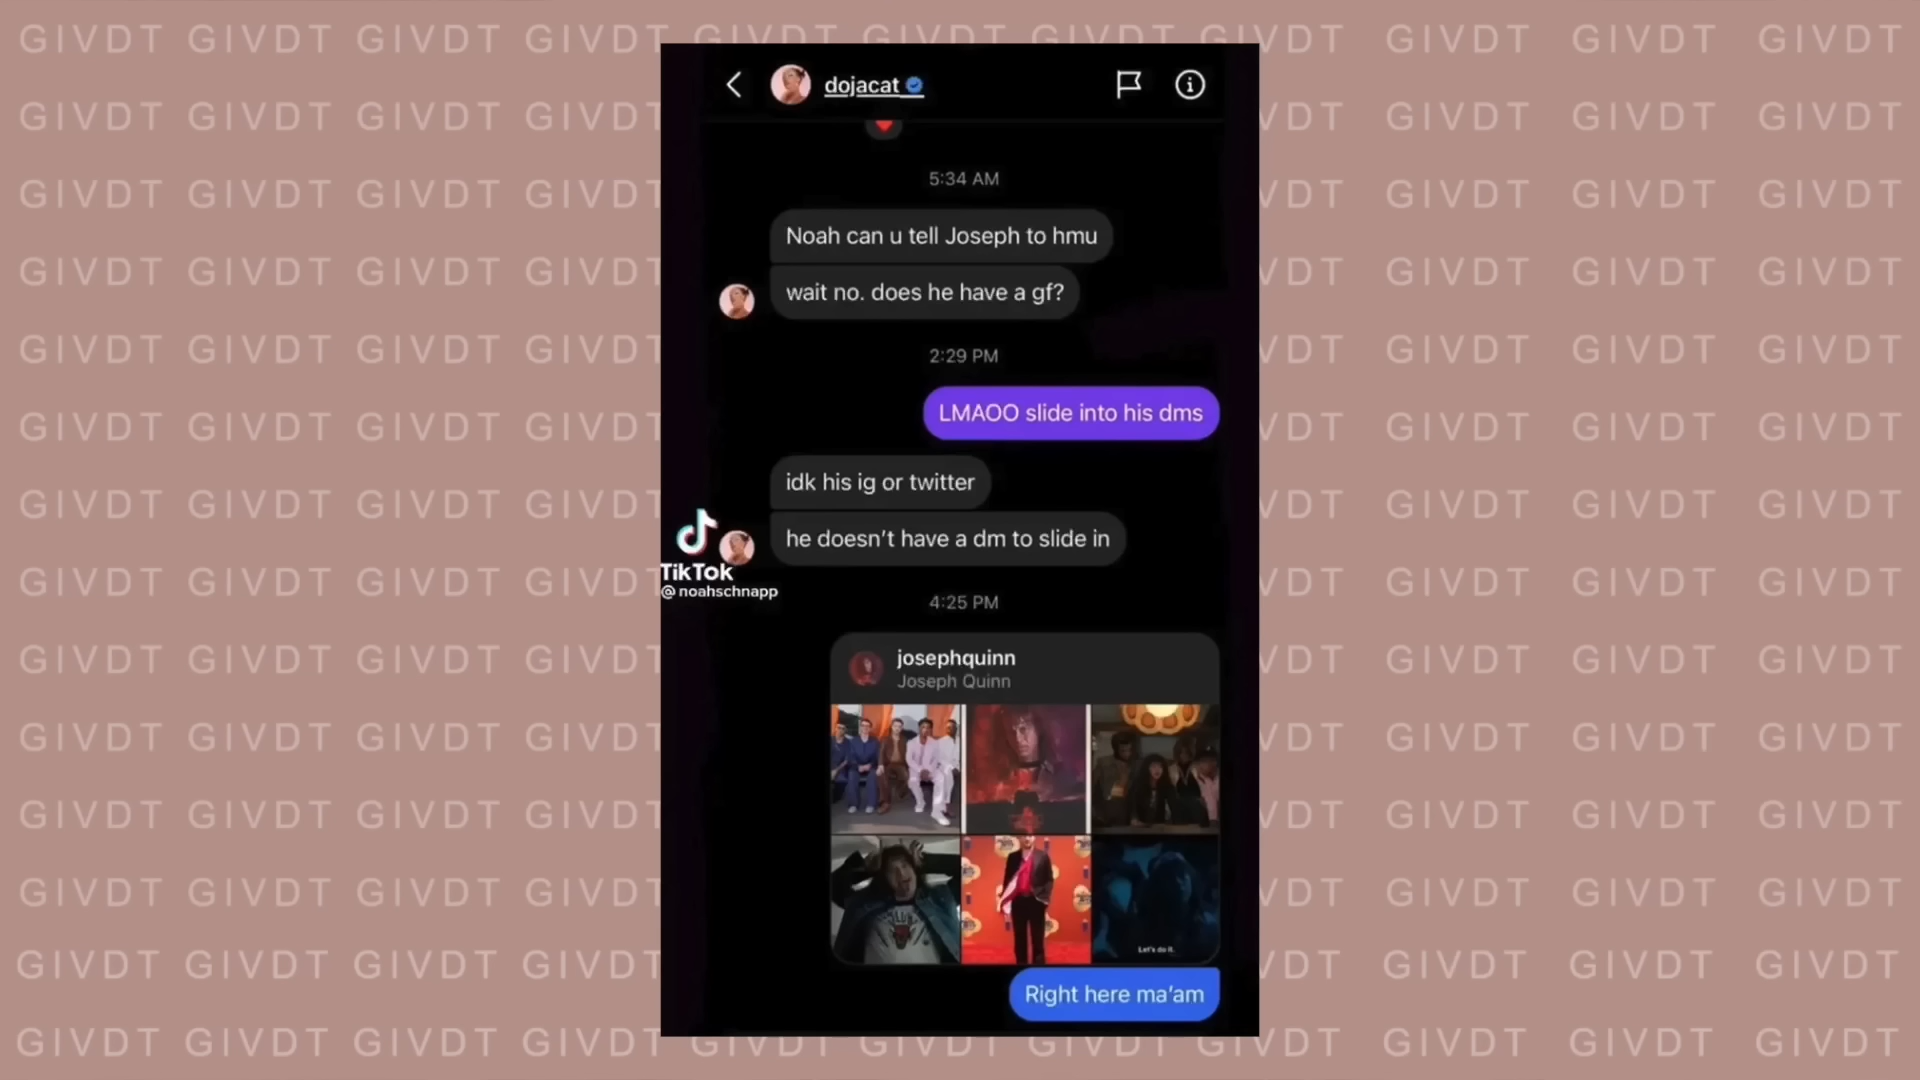 GIVDT GIVDT GIVDT GIVDT GIVDT GIVDT GIVDT GIVDT GIVDT GIVDT GIVDT
dojacat
5:34 AM
Noah can u tell Joseph to hmu
wait no. does he have a gf?
2:29 PM
LMAOO slide into his dms
idk his ig or twitter
he doesn't have a dm to slide in
TikTok
@noahschnapp
4:25 PM
josephquinn
Joseph Quinn
Let's do it.
Right here ma'am